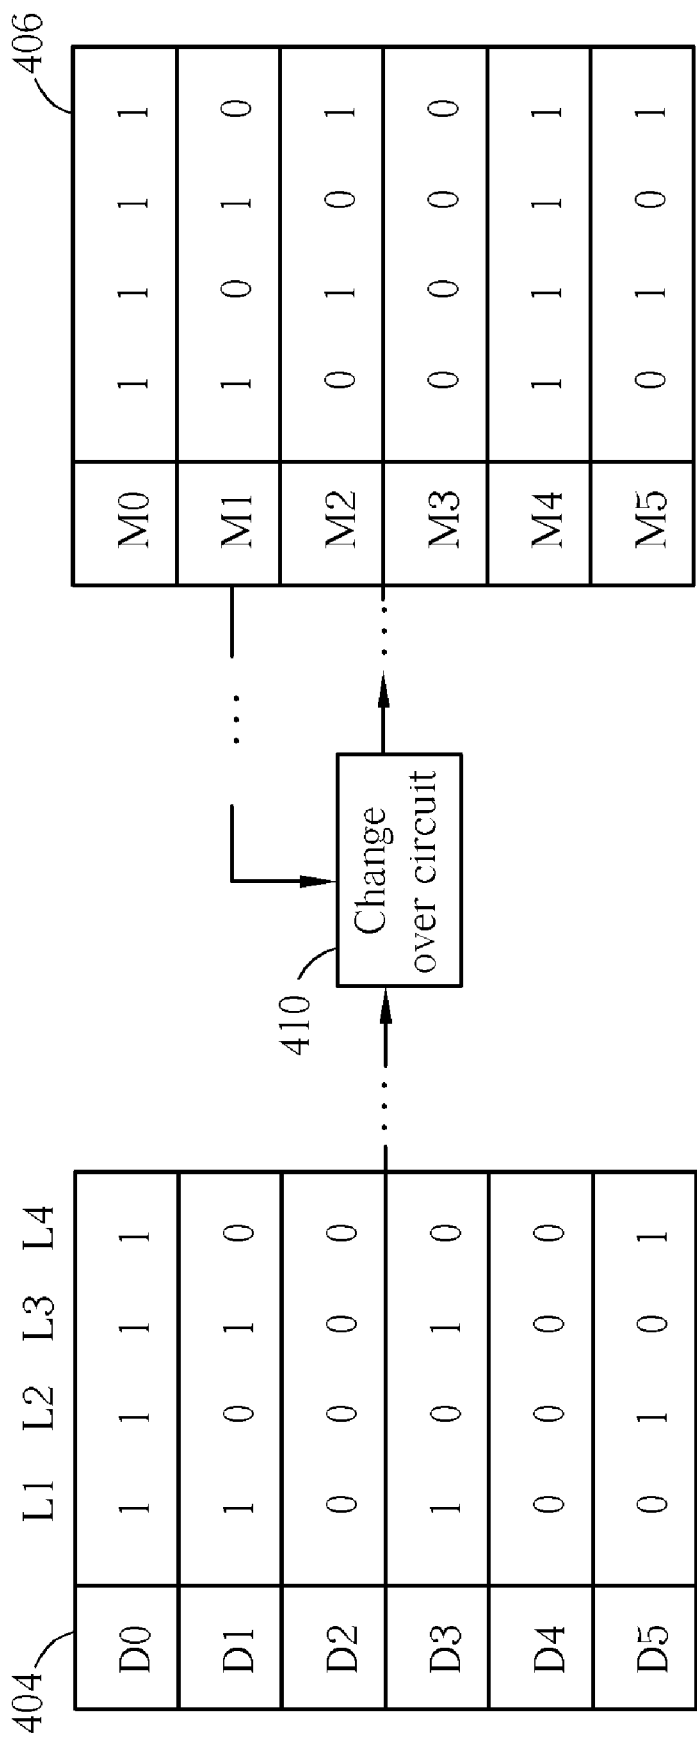 404
L1 L2 L3 L4
D0 1 1 1 1
D1 1 0 1 0
D2 0 0 0 0
D3 1 0 1 0
D4 0 0 0 0
D5 0 1 0 1
410
Change
over circuit
406
M0 1 1 1 1
M1 1 0 1 0
M2 0 1 0 1
M3 0 0 0 0
M4 1 1 1 1
M5 0 1 0 1